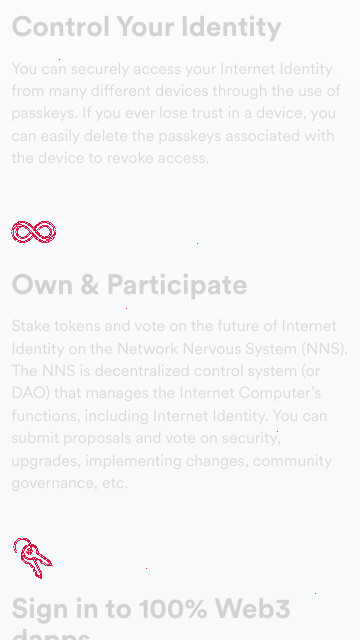 Control Your Identity
You can securely access your Internet Identity
from many different devices through the use of
passkeys. If you ever lose trust in a device, you
can easily delete the passkeys associated with
the device to revoke access.
Own & Participate
Stake tokens and vote on the future of Internet
Identity on the Network Nervous System (NNS).
The NNS is decentralized control system (or
DAO) that manages the Internet Computer's
functions, including Internet Identity. You can
submit proposals and vote on security,
upgrades, implementing changes, community
governance, etc.
Sign in to 100% Web3
dapps